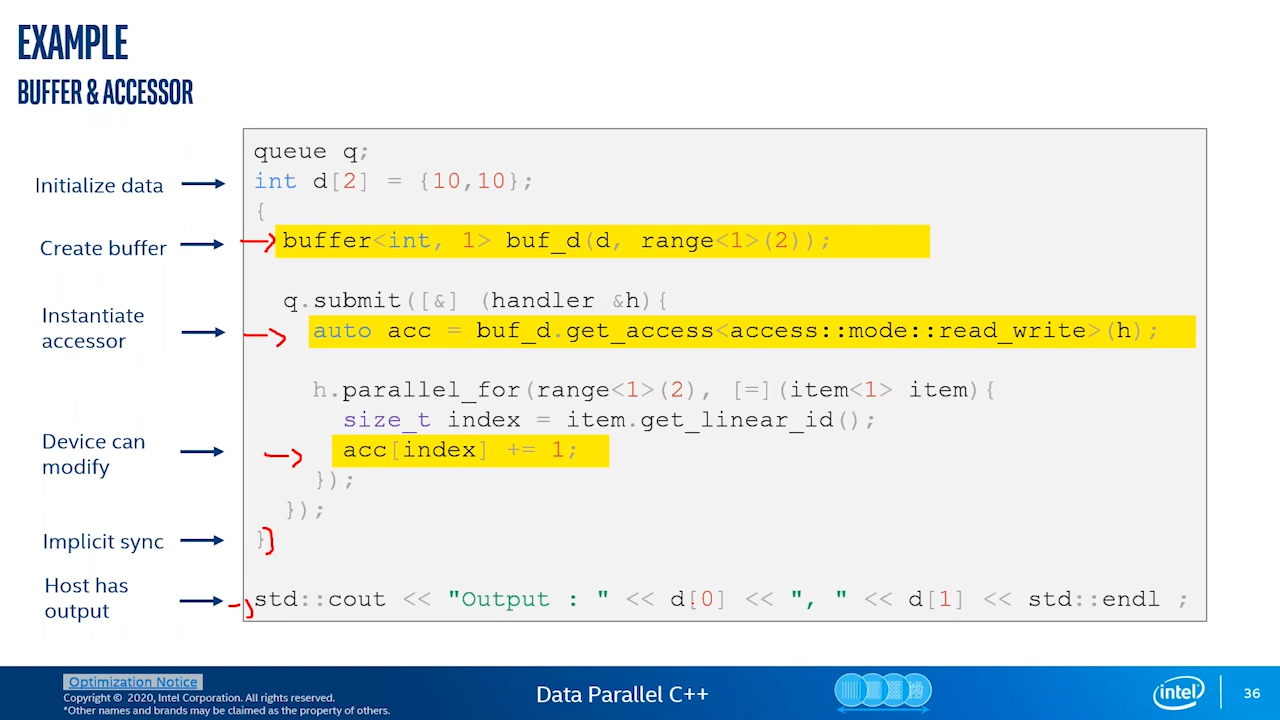 EXAMPLE
BUFFER & ACCESSOR
queue q;
Initialize data
int d[2] = {10,10};
{
Create buffer
buffer<int, 1> buf_d(d, range<1>(2));
q.submit([&] (handler &h){
Instantiate
accessor
auto acc = buf_d.get_access<access::mode::read_write>(h);
h.parallel_for(range<1>(2), [=](item<1> item){
size_t index = item.get_linear_id();
Device can
modify
acc[index] += 1;
});
});
Implicit sync
}
Host has
output
std::cout << "Output : " << d[0] << ", " << d[1] << std::endl ;
Optimization Notice
Copyright © 2020, Intel Corporation. All rights reserved.
*Other names and brands may be claimed as the property of others.
Data Parallel C++
intel
36